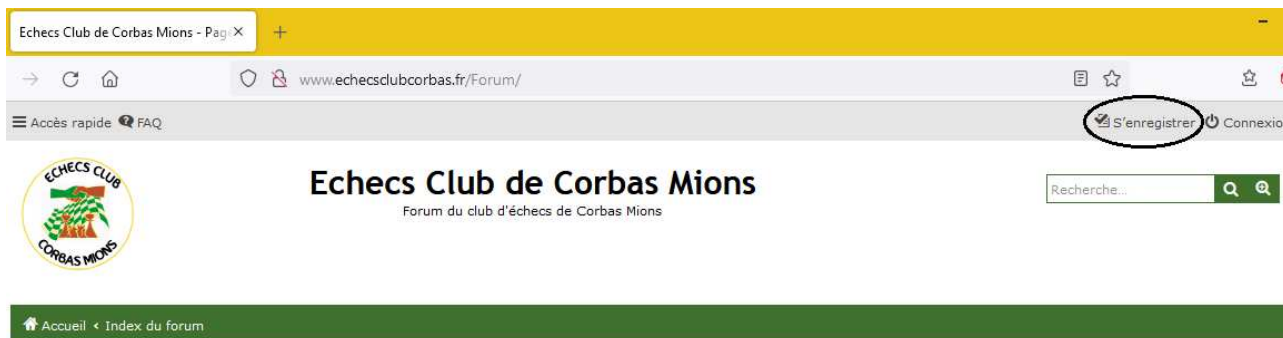 Echecs Club de Corbas Mions - Pag
www.echecsclubcorbas.fr/Forum/
Accès rapide FAQ
S'enregistrer Connexio
ECHECS CLUB
CORBAS MIONS
Echecs Club de Corbas Mions
Forum du club d'échecs de Corbas Mions
Recherche...
Accueil ‹ Index du forum